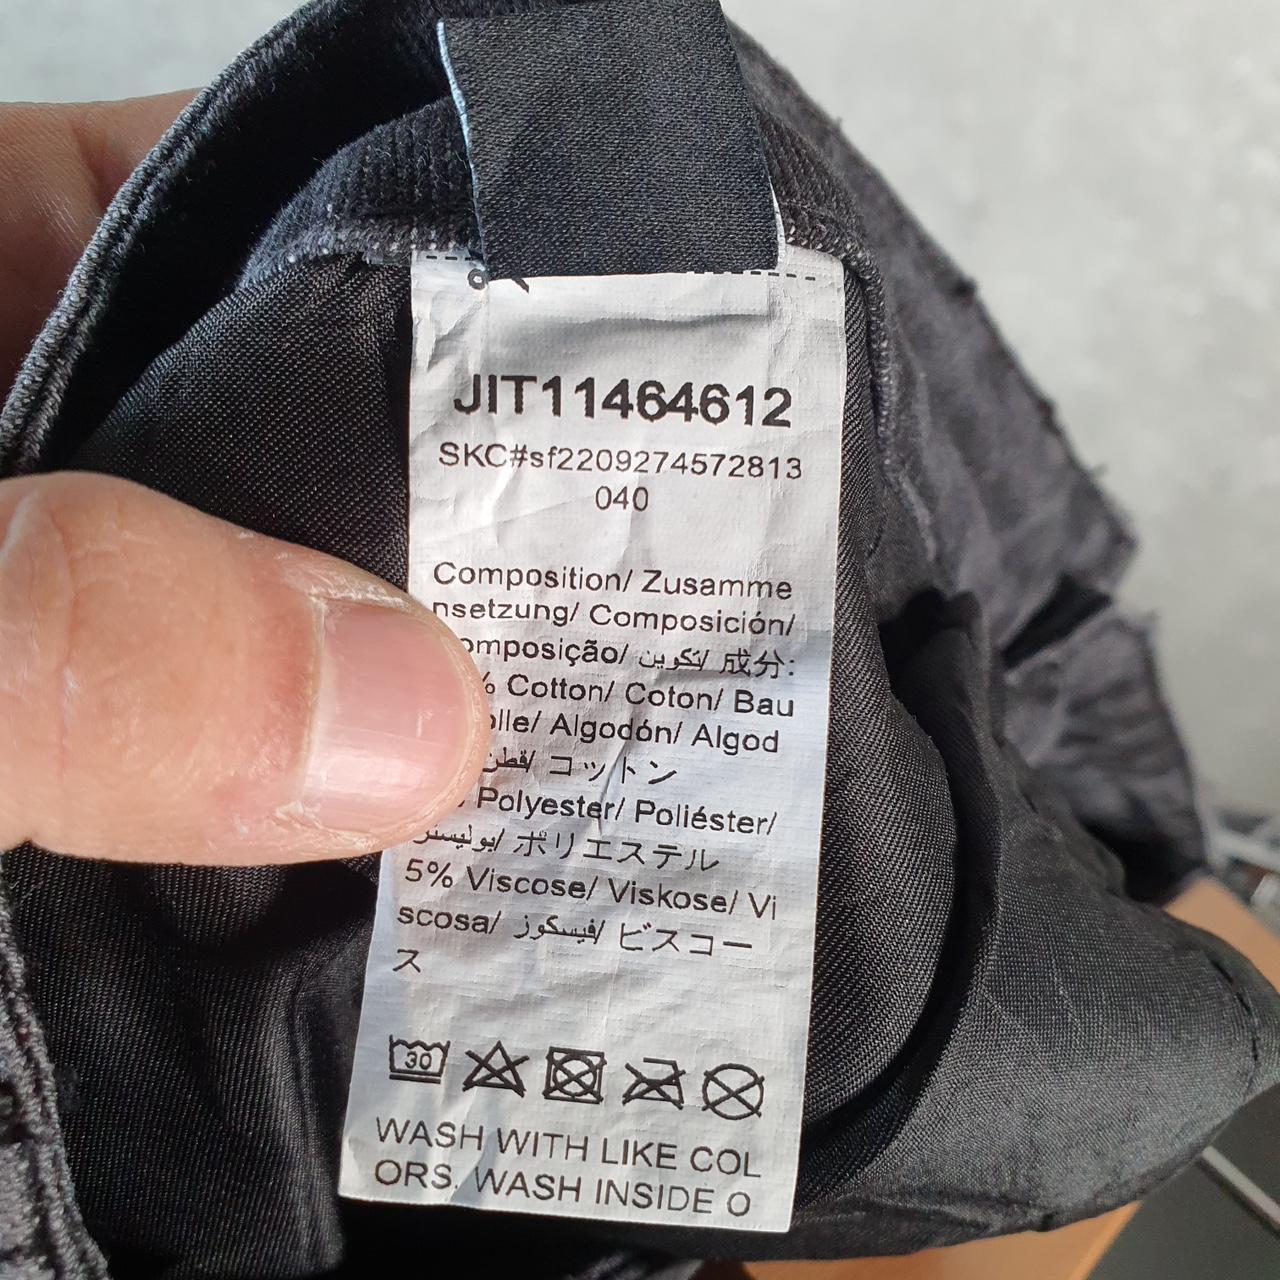 JIT11464612
SKC#sf2209274572813
040
Composition/ Zusamme
nsetzung/ Composición/
omposição/ تكوين/ 成分:
% Cotton/ Coton/ Bau
olle/ Algodón/ Algod
قطن/ コットン
Polyester/ Poliéster/
بوليستر/ ポリエステル
5% Viscose/ Viskose/ Vi
scosa/ فيسكوز/ ビスコー
ス
30
WASH WITH LIKE COL
ORS. WASH INSIDE O